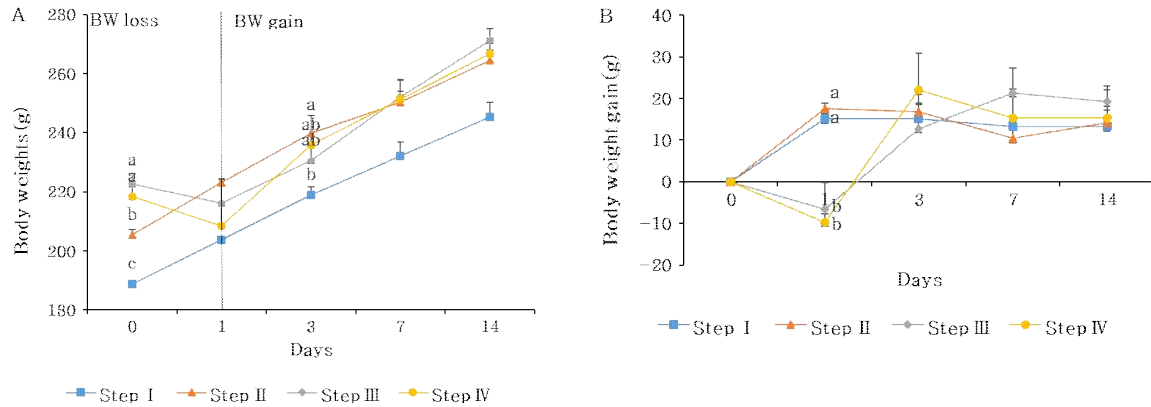 A
BW loss
BW gain
Body weights (g)
280
260
240
220
200
180
a
a
b
c
a
ab
ab
b
0
1
3
7
14
Days
Step Ⅰ
Step Ⅱ
Step Ⅲ
Step Ⅳ
B
Body weight gain (g)
40
30
20
10
0
-10
-20
a
a
b
b
0
1
3
7
14
Days
Step Ⅰ
Step Ⅱ
Step Ⅲ
Step Ⅳ